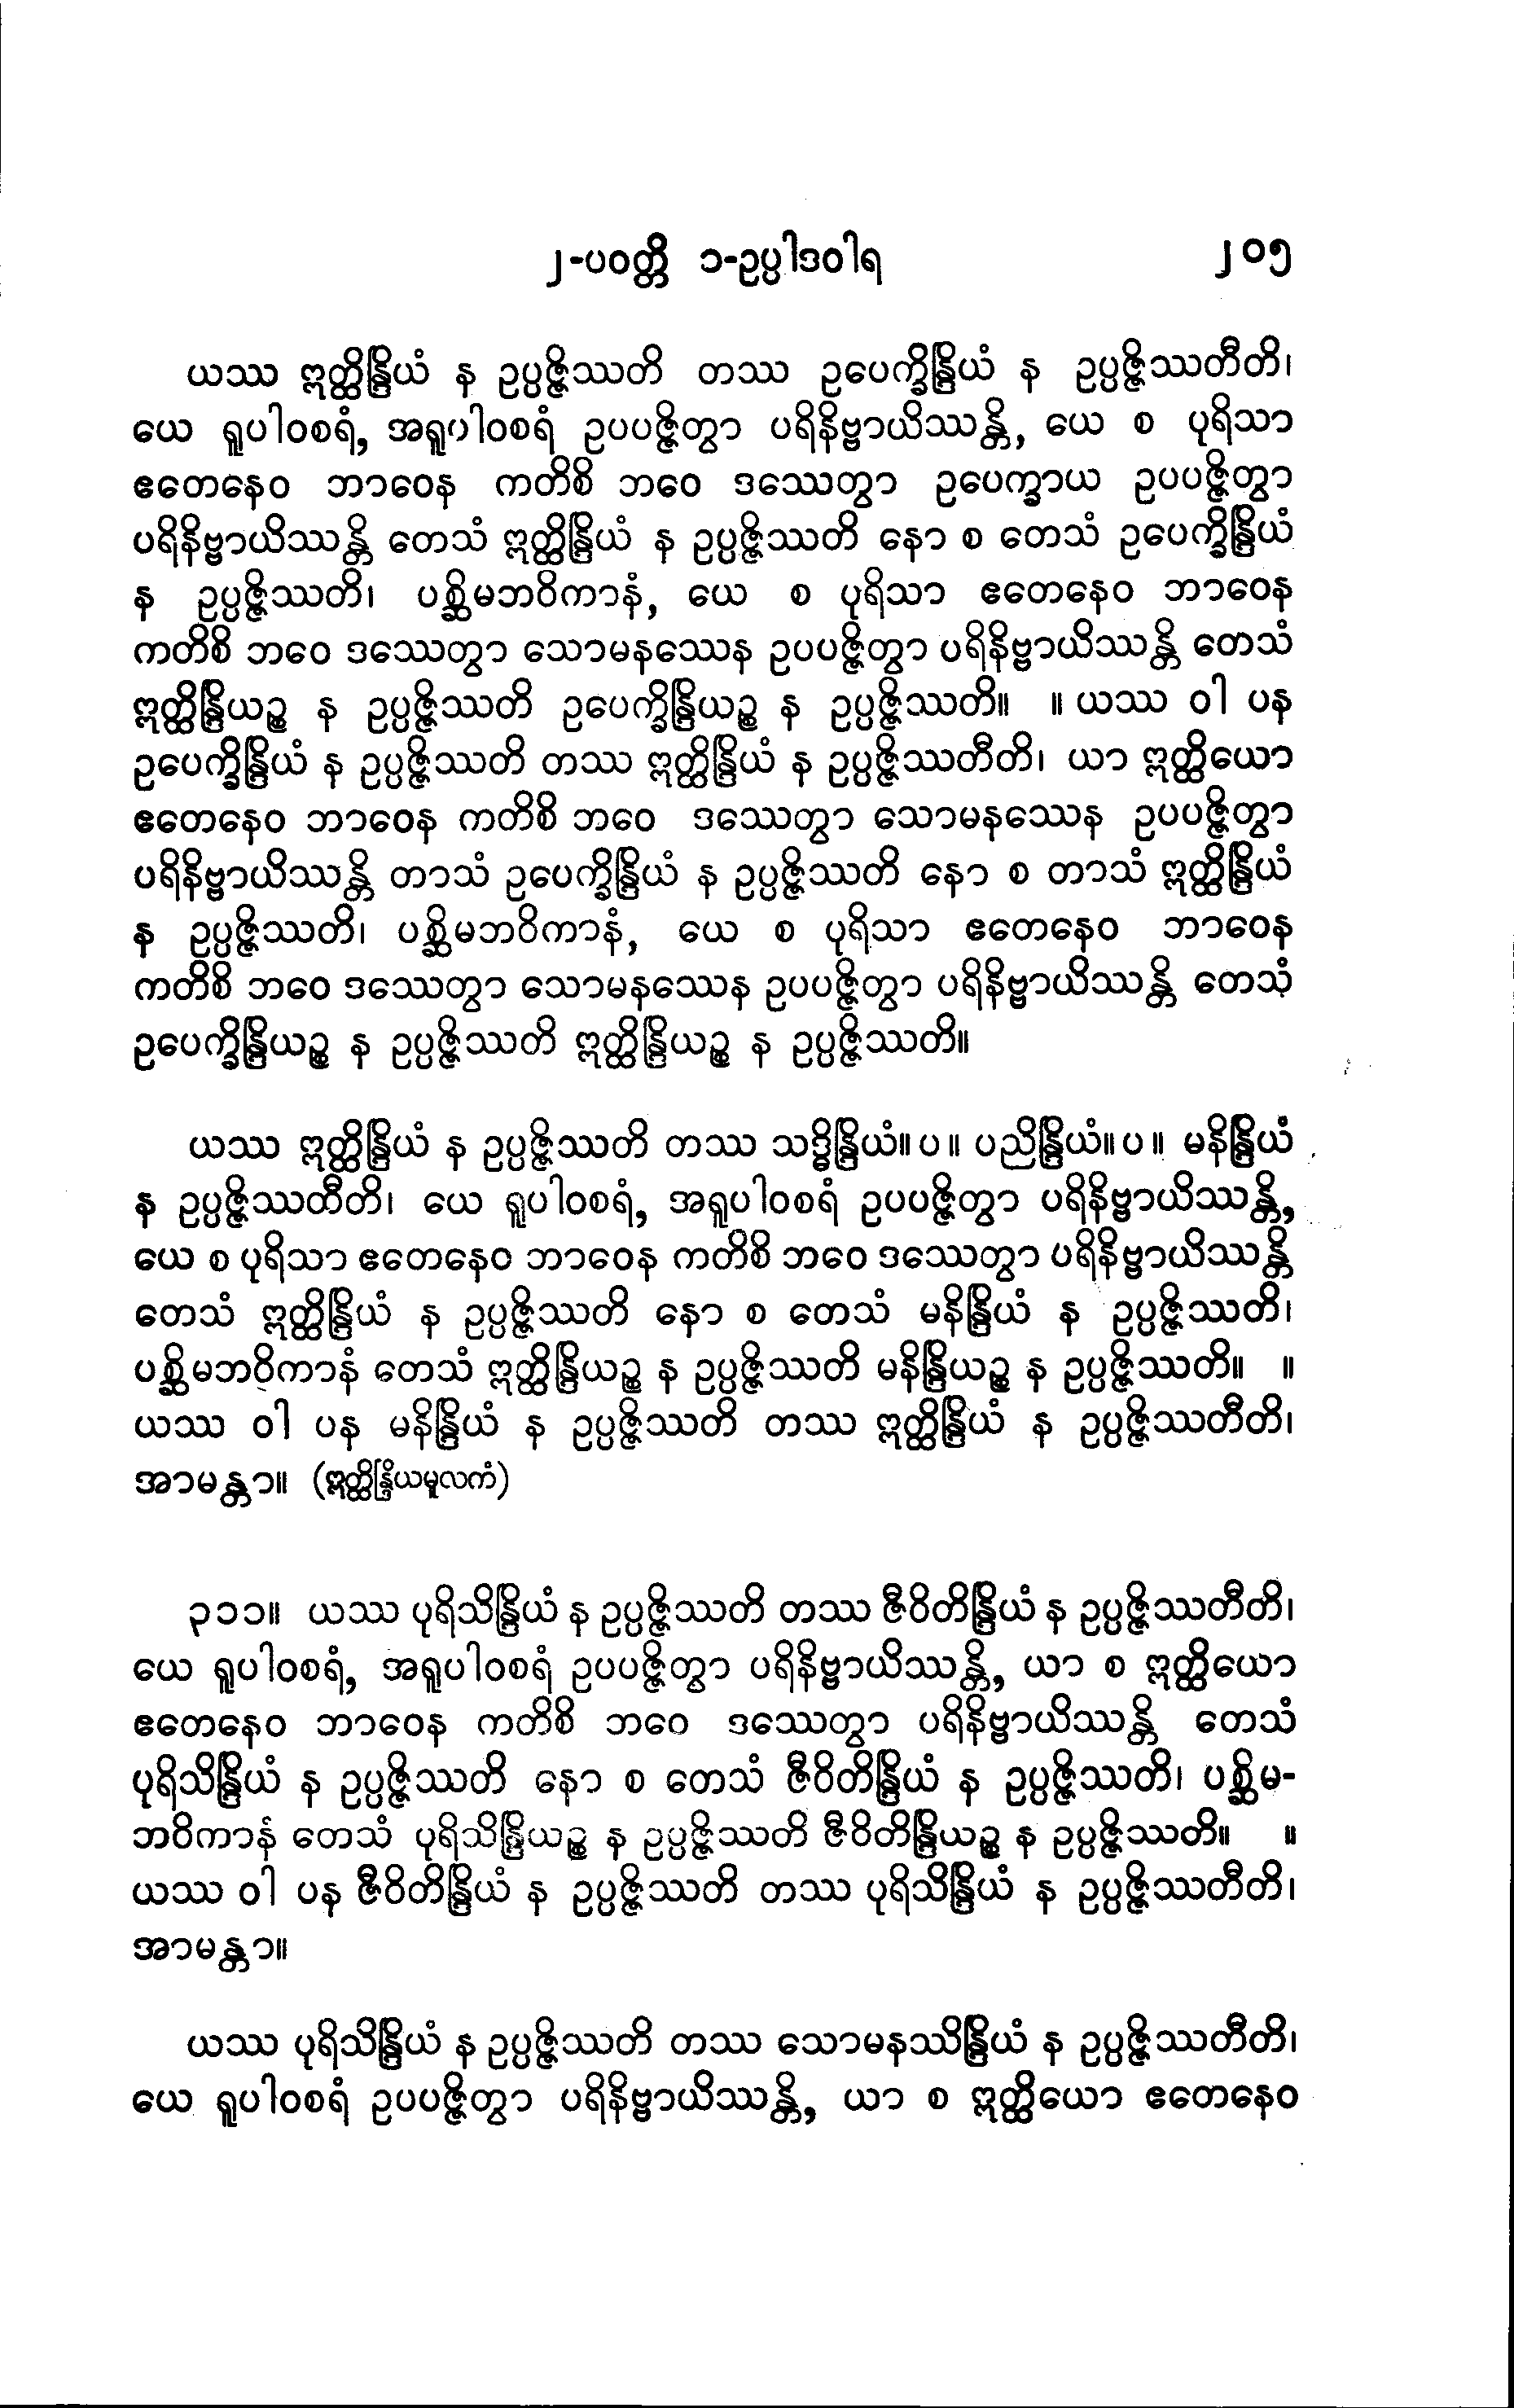 ၂-ပဝတ္တိ ၁-ဥပ္ပါဒဝါရ ၂၀၅
ယဿ ဣတ္ထိန္ဒြိယံ န ဥပ္ပဇ္ဇိဿတိ တဿ ဥပေက္ခိန္ဒြိယံ န ဥပ္ပဇ္ဇိဿတီတိ၊
ယေ ရူပါဝစရံ, အရူပါဝစရံ ဥပပဇ္ဇိတွာ ပရိနိဗ္ဗာယိဿန္တိ, ယေ စ ပုရိသာ
ဧတေနေဝ ဘာဝေန ကတိစိ ဘဝေ ဒဿေတွာ ဥပေက္ခာယ ဥပပဇ္ဇိတွာ
ပရိနိဗ္ဗာယိဿန္တိ တေသံ ဣတ္ထိန္ဒြိယံ န ဥပ္ပဇ္ဇိဿတိ နော စ တေသံ ဥပေက္ခိန္ဒြိယံ
န ဥပ္ပဇ္ဇိဿတိ၊ ပစ္ဆိမဘဝိကာနံ, ယေ စ ပုရိသာ ဧတေနေဝ ဘာဝေန
ကတိစိ ဘဝေ ဒဿေတွာ သောမနဿေန ဥပပဇ္ဇိတွာ ပရိနိဗ္ဗာယိဿန္တိ တေသံ
ဣတ္ထိန္ဒြိယဉ္စ န ဥပ္ပဇ္ဇိဿတိ ဥပေက္ခိန္ဒြိယဉ္စ န ဥပ္ပဇ္ဇိဿတိ။ ။ ယဿ ဝါ ပန
ဥပေက္ခိန္ဒြိယံ န ဥပ္ပဇ္ဇိဿတိ တဿ ဣတ္ထိန္ဒြိယံ န ဥပ္ပဇ္ဇိဿတီတိ၊ ယာ ဣတ္ထိယော
ဧတေနေဝ ဘာဝေန ကတိစိ ဘဝေ ဒဿေတွာ သောမနဿေန ဥပပဇ္ဇိတွာ
ပရိနိဗ္ဗာယိဿန္တိ တာသံ ဥပေက္ခိန္ဒြိယံ န ဥပ္ပဇ္ဇိဿတိ နော စ တာသံ ဣတ္ထိန္ဒြိယံ
န ဥပ္ပဇ္ဇိဿတိ၊ ပစ္ဆိမဘဝိကာနံ, ယေ စ ပုရိသာ ဧတေနေဝ ဘာဝေန
ကတိစိ ဘဝေ ဒဿေတွာ သောမနဿေန ဥပပဇ္ဇိတွာ ပရိနိဗ္ဗာယိဿန္တိ တေသံ
ဥပေက္ခိန္ဒြိယဉ္စ န ဥပ္ပဇ္ဇိဿတိ ဣတ္ထိန္ဒြိယဉ္စ န ဥပ္ပဇ္ဇိဿတိ။
ယဿ ဣတ္ထိန္ဒြိယံ န ဥပ္ပဇ္ဇိဿတိ တဿ သဒ္ဓိန္ဒြိယံ။ပ။ ပညိန္ဒြိယံ။ပ။ မနိန္ဒြိယံ
န ဥပ္ပဇ္ဇိဿတီတိ၊ ယေ ရူပါဝစရံ, အရူပါဝစရံ ဥပပဇ္ဇိတွာ ပရိနိဗ္ဗာယိဿန္တိ,
ယေ စ ပုရိသာ ဧတေနေဝ ဘာဝေန ကတိစိ ဘဝေ ဒဿေတွာ ပရိနိဗ္ဗာယိဿန္တိ
တေသံ ဣတ္ထိန္ဒြိယံ န ဥပ္ပဇ္ဇိဿတိ နော စ တေသံ မနိန္ဒြိယံ န ဥပ္ပဇ္ဇိဿတိ၊
ပစ္ဆိမဘဝိကာနံ တေသံ ဣတ္ထိန္ဒြိယဉ္စ န ဥပ္ပဇ္ဇိဿတိ မနိန္ဒြိယဉ္စ န ဥပ္ပဇ္ဇိဿတိ။ ။
ယဿ ဝါ ပန မနိန္ဒြိယံ န ဥပ္ပဇ္ဇိဿတိ တဿ ဣတ္ထိန္ဒြိယံ န ဥပ္ပဇ္ဇိဿတီတိ၊
အာမန္တာ။ (ဣတ္ထိန္ဒြိယမူလကံ)
၃၁၁။ ယဿ ပုရိသိန္ဒြိယံ န ဥပ္ပဇ္ဇိဿတိ တဿ ဇီဝိတိန္ဒြိယံ န ဥပ္ပဇ္ဇိဿတီတိ၊
ယေ ရူပါဝစရံ, အရူပါဝစရံ ဥပပဇ္ဇိတွာ ပရိနိဗ္ဗာယိဿန္တိ, ယာ စ ဣတ္ထိယော
ဧတေနေဝ ဘာဝေန ကတိစိ ဘဝေ ဒဿေတွာ ပရိနိဗ္ဗာယိဿန္တိ တေသံ
ပုရိသိန္ဒြိယံ န ဥပ္ပဇ္ဇိဿတိ နော စ တေသံ ဇီဝိတိန္ဒြိယံ န ဥပ္ပဇ္ဇိဿတိ၊ ပစ္ဆိမ-
ဘဝိကာနံ တေသံ ပုရိသိန္ဒြိယဉ္စ န ဥပ္ပဇ္ဇိဿတိ ဇီဝိတိန္ဒြိယဉ္စ န ဥပ္ပဇ္ဇိဿတိ။ ။
ယဿ ဝါ ပန ဇီဝိတိန္ဒြိယံ န ဥပ္ပဇ္ဇိဿတိ တဿ ပုရိသိန္ဒြိယံ န ဥပ္ပဇ္ဇိဿတီတိ၊
အာမန္တာ။
ယဿ ပုရိသိန္ဒြိယံ န ဥပ္ပဇ္ဇိဿတိ တဿ သောမနဿိန္ဒြိယံ န ဥပ္ပဇ္ဇိဿတီတိ၊
ယေ ရူပါဝစရံ ဥပပဇ္ဇိတွာ ပရိနိဗ္ဗာယိဿန္တိ, ယာ စ ဣတ္ထိယော ဧတေနေဝ